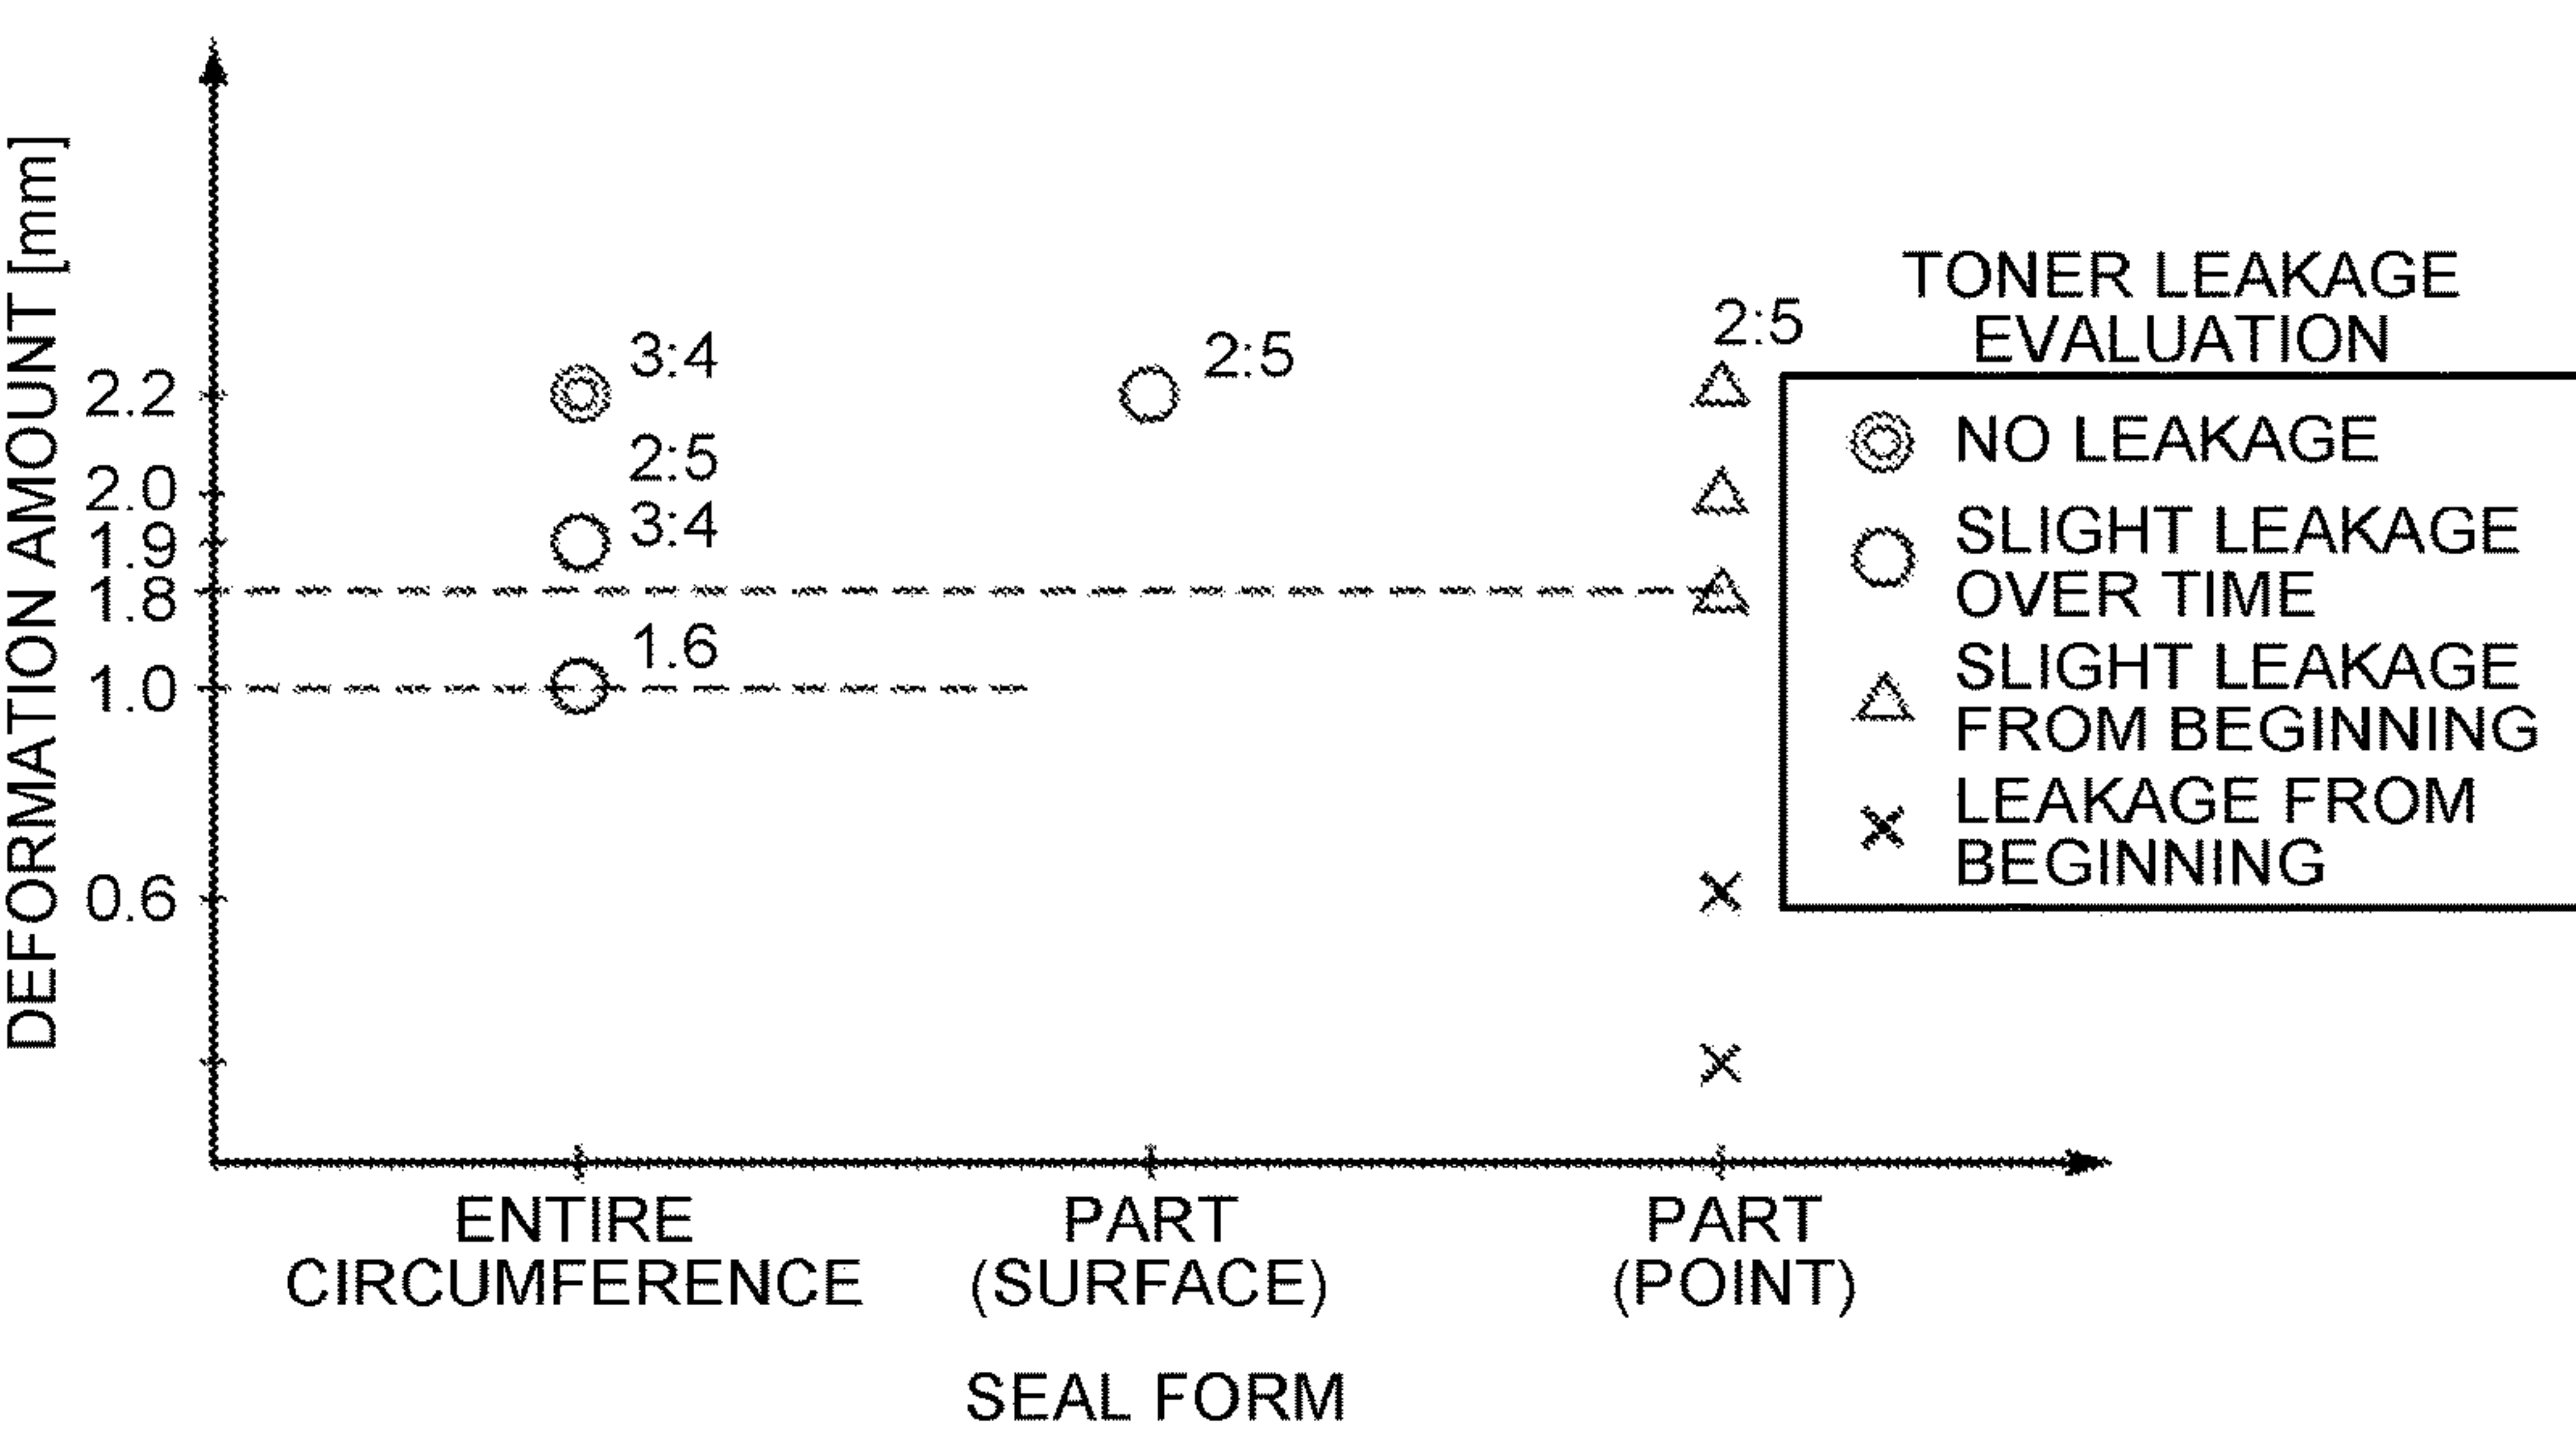 DEFORMATION AMOUNT [mm]
2.2
2.0
1.9
1.8
1.0
0.6
3:4
2:5
3:4
1.6
2:5
2:5
TONER LEAKAGE
EVALUATION
NO LEAKAGE
SLIGHT LEAKAGE
OVER TIME
SLIGHT LEAKAGE
FROM BEGINNING
LEAKAGE FROM
BEGINNING
ENTIRE
CIRCUMFERENCE
PART
(SURFACE)
PART
(POINT)
SEAL FORM